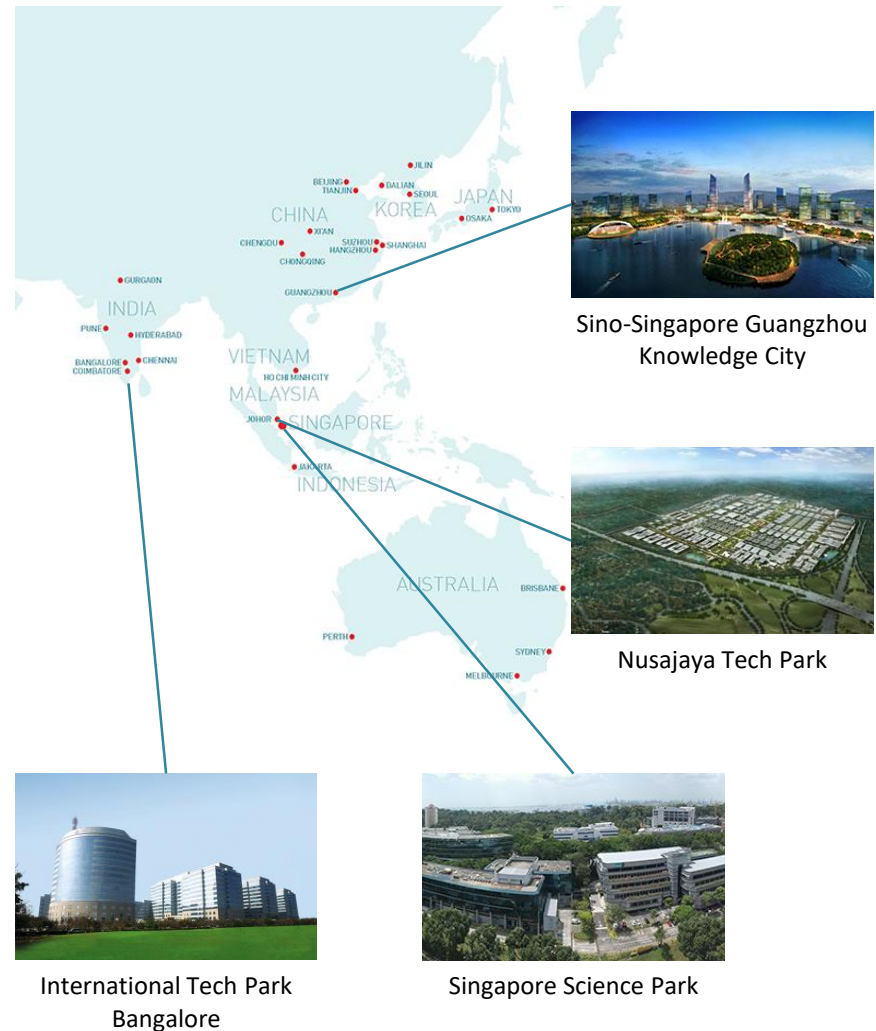 JILIN
BEIJING
TIANJIN
DALIAN
SEOUL
JAPAN
KOREA
TOKYO
OSAKA
CHINA
XI'AN
CHENGDU
SUZHOU
SHANGHAI
HANGZHOU
CHONGQING
GUANGZHOU
Sino-Singapore Guangzhou
Knowledge City
GURGAON
INDIA
PUNE
HYDERABAD
BANGALORE
CHENNAI
COIMBATORE
VIETNAM
HO CHI MINH CITY
MALAYSIA
JOHOR
SINGAPORE
JAKARTA
INDONESIA
AUSTRALIA
BRISBANE
PERTH
SYDNEY
MELBOURNE
Nusajaya Tech Park
International Tech Park
Bangalore
Singapore Science Park